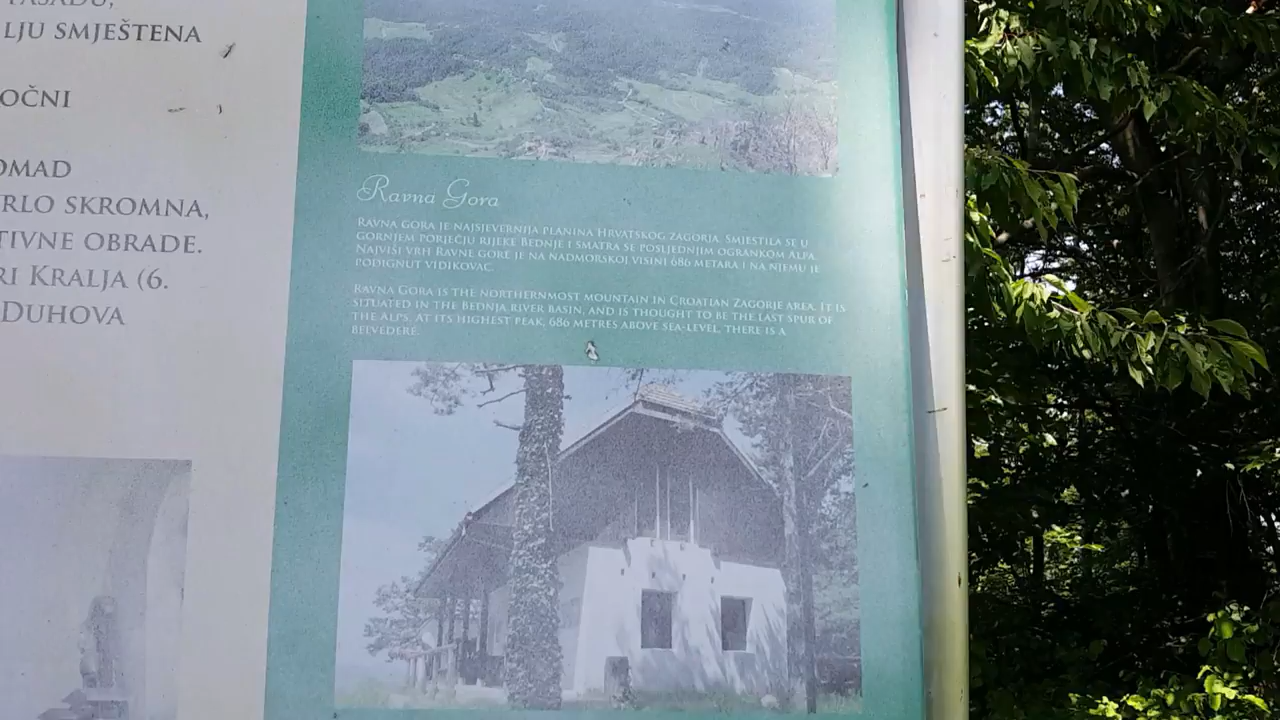 FASADU,
LJU SMJEŠTENA
OČNI
OMAD
RLO SKROMNA,
TIVNE OBRADE.
RI KRALJA (6.
DUHOVA
Ravna Gora
RAVNA GORA JE NAJSJEVERNIJA PLANINA HRVATSKOG ZAGORJA. SMJESTILA SE U
GORNJEM PORJEČJU RIJEKE BEDNJE I SMATRA SE POSLJEDNJIM OGRANKOM ALPA.
NAJVIŠI VRH RAVNE GORE JE NA NADMORSKOJ VISINI 686 METARA I NA NJEMU JE
PODIGNUT VIDIKOVAC.
RAVNA GORA IS THE NORTHERNMOST MOUNTAIN IN CROATIAN ZAGORJE AREA. IT IS
SITUATED IN THE BEDNJA RIVER BASIN, AND IS THOUGHT TO BE THE LAST SPUR OF
THE ALPS. AT ITS HIGHEST PEAK, 686 METRES ABOVE SEA-LEVEL, THERE IS A
BELVEDERE.